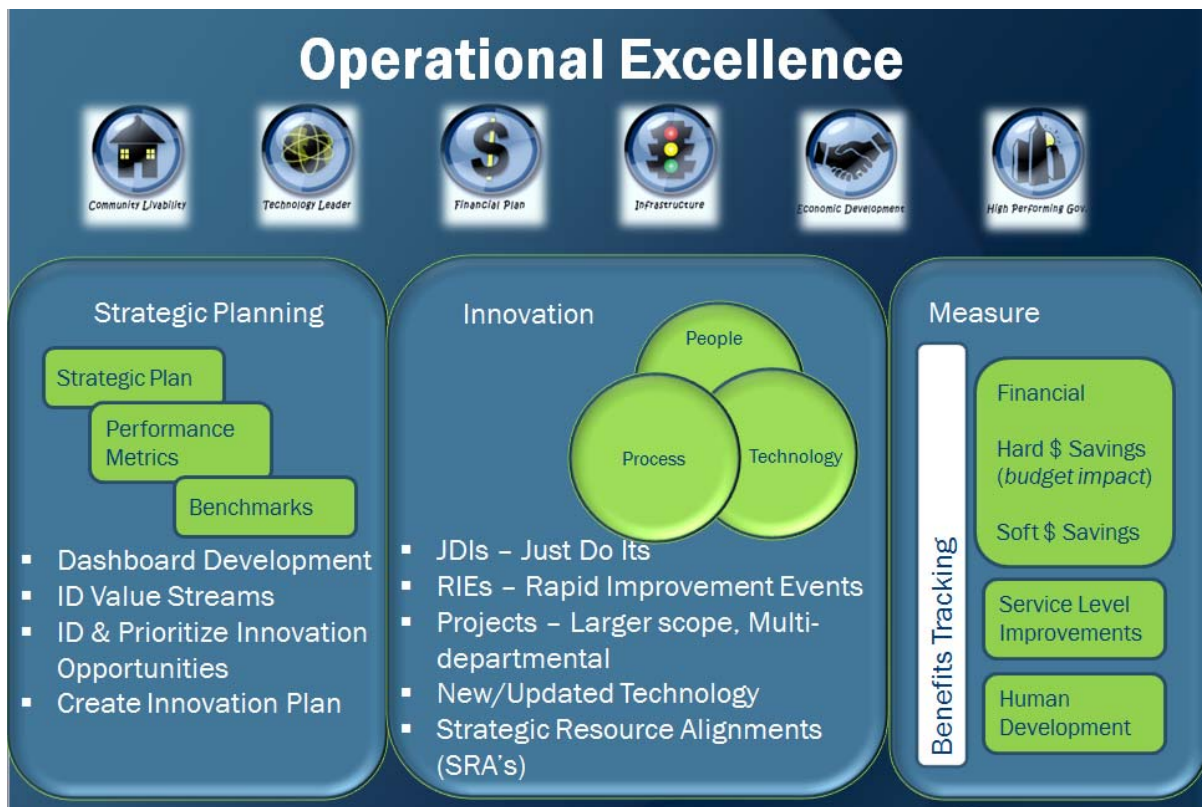 Operational Excellence
Community Livability
Technology Leader
Financial Plan
Infrastructure
Economic Development
High Performing Gov.
Strategic Planning
Strategic Plan
Performance
Metrics
Benchmarks
▪ Dashboard Development
▪ ID Value Streams
▪ ID & Prioritize Innovation
Opportunities
▪ Create Innovation Plan
Innovation
People
Process
Technology
▪ JDIs – Just Do Its
▪ RIEs – Rapid Improvement Events
▪ Projects – Larger scope, Multi-
departmental
▪ New/Updated Technology
▪ Strategic Resource Alignments
(SRA's)
Measure
Benefits Tracking
Financial
Hard $ Savings
(budget impact)
Soft $ Savings
Service Level
Improvements
Human
Development